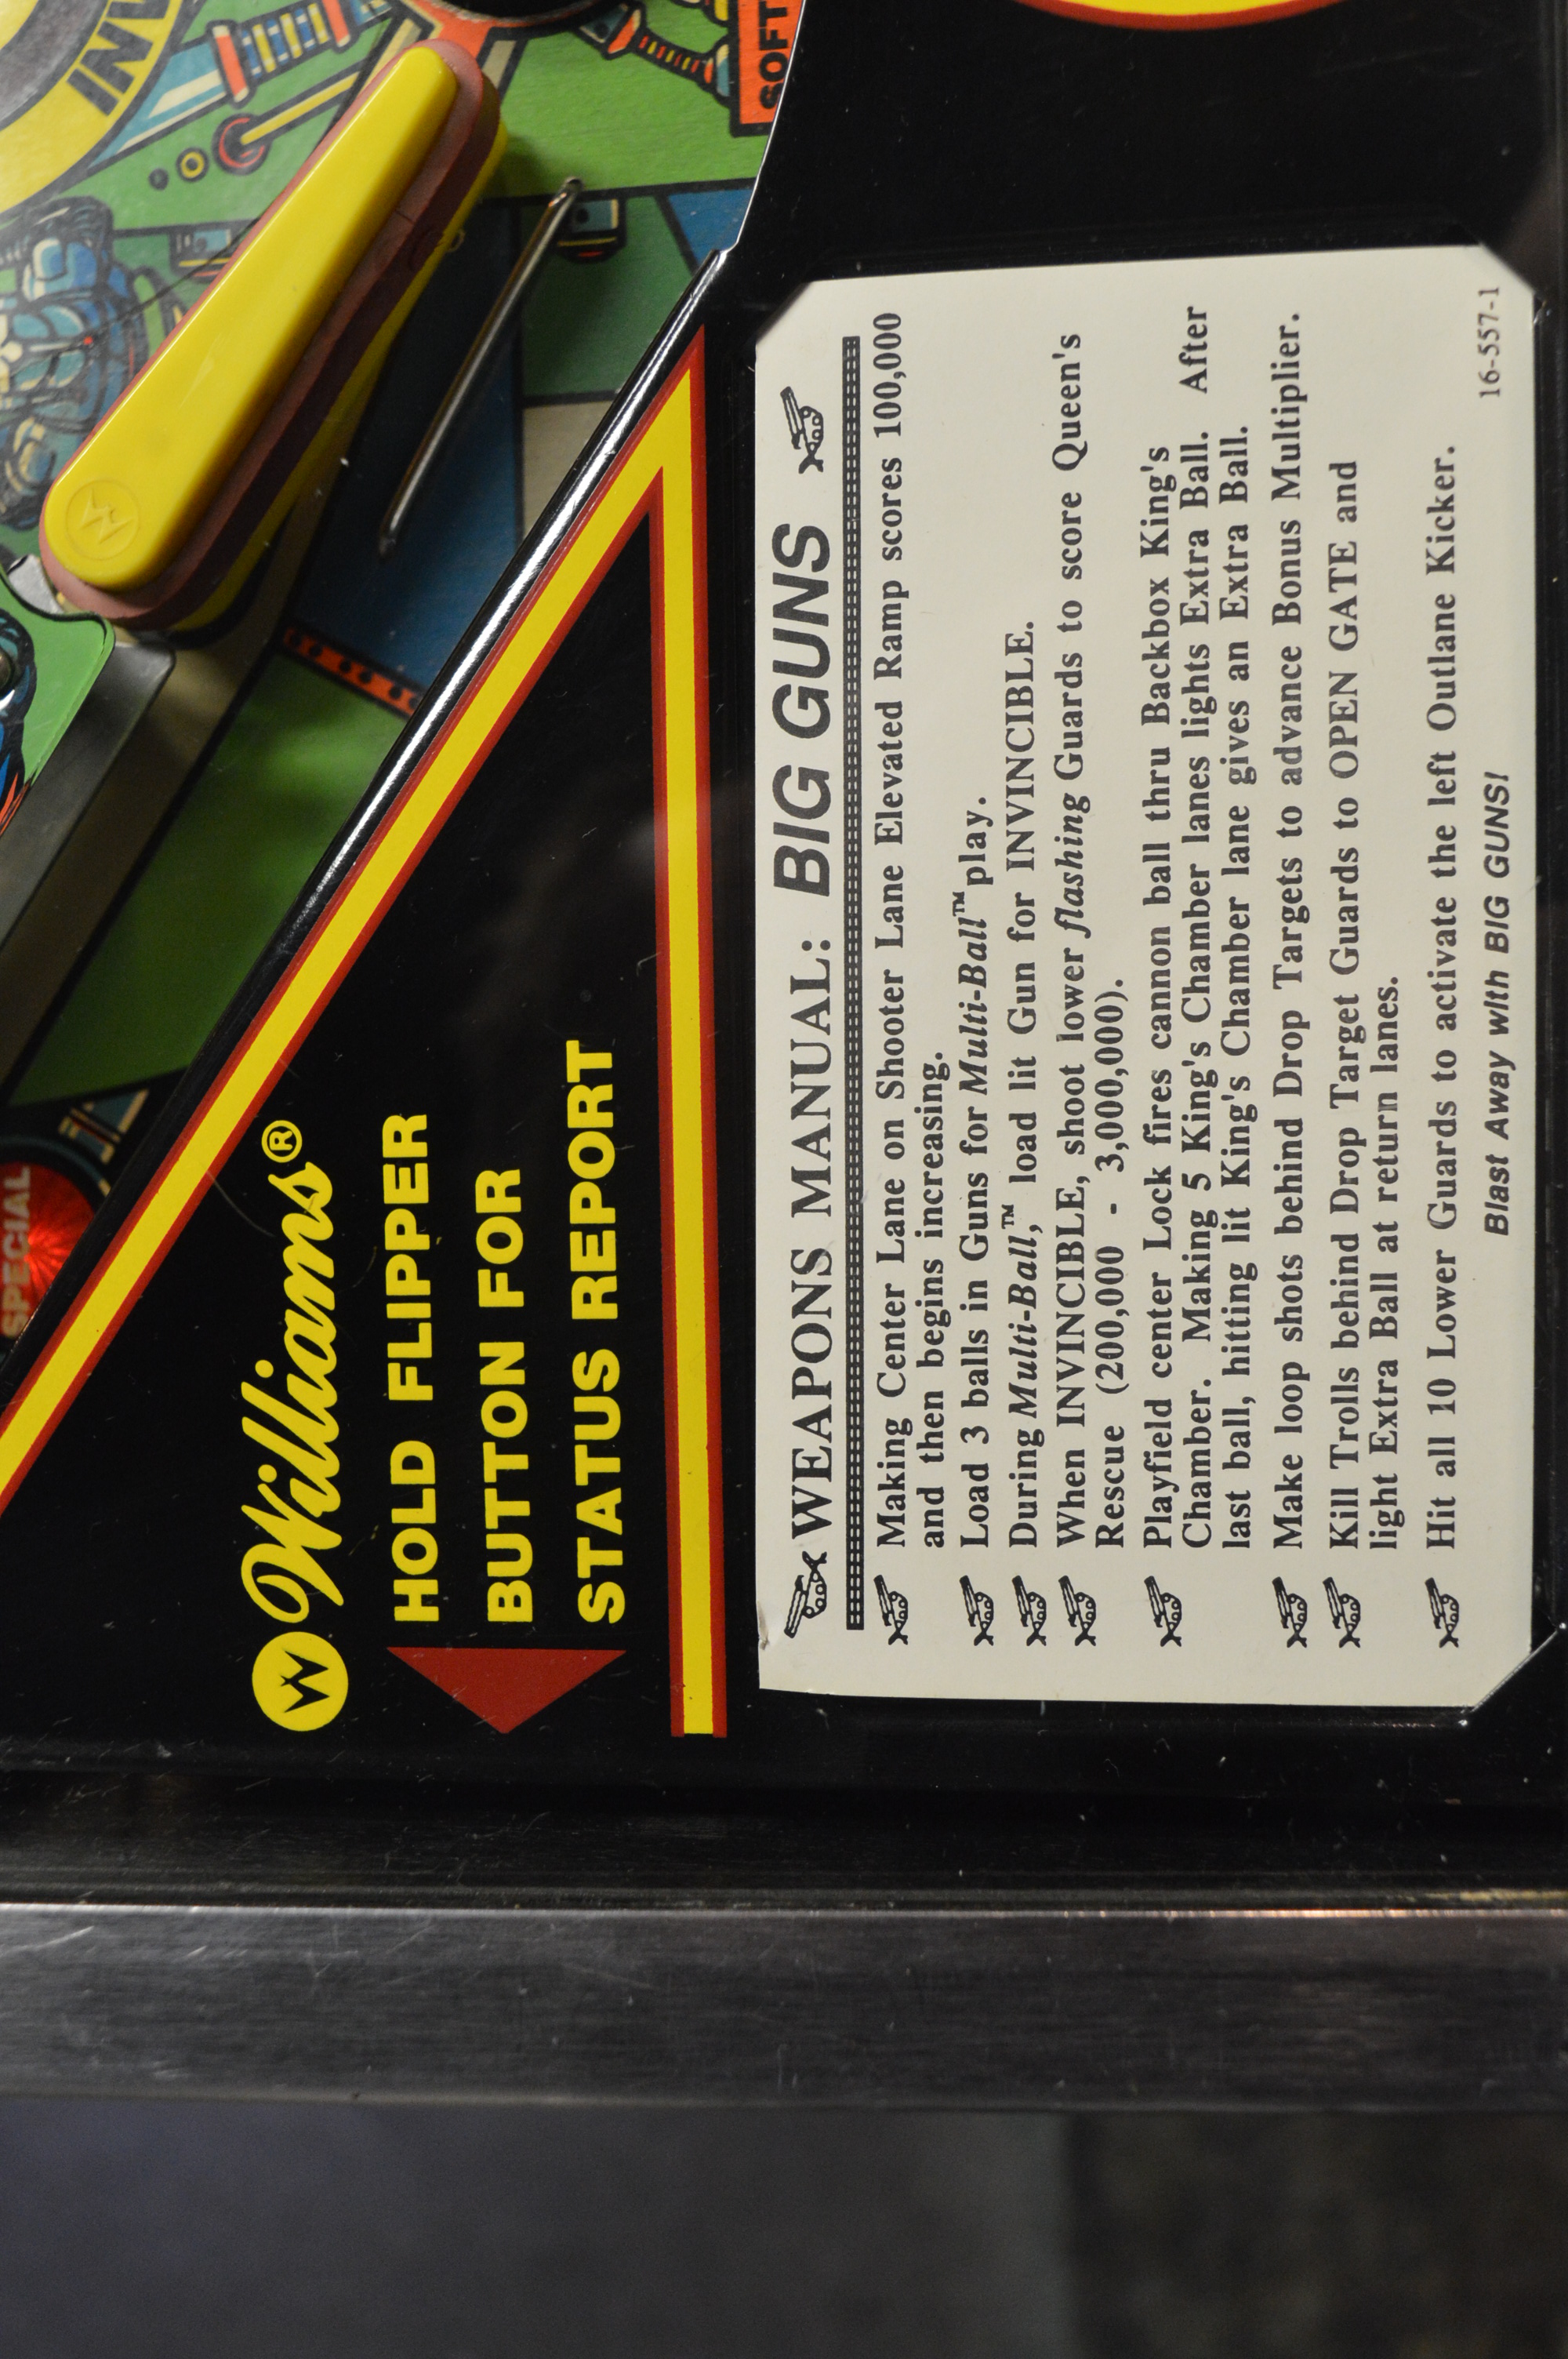 INV
SOFT
SPECIAL
W Williams®
HOLD FLIPPER
BUTTON FOR
STATUS REPORT
WEAPONS MANUAL: BIG GUNS
Making Center Lane on Shooter Lane Elevated Ramp scores 100,000
and then begins increasing.
Load 3 balls in Guns for Multi-Ball™ play.
During Multi-Ball,™ load lit Gun for INVINCIBLE.
When INVINCIBLE, shoot lower flashing Guards to score Queen's
Rescue (200,000 - 3,000,000).
Playfield center Lock fires cannon ball thru Backbox King's
Chamber. Making 5 King's Chamber lanes lights Extra Ball. After
last ball, hitting lit King's Chamber lane gives an Extra Ball.
Make loop shots behind Drop Targets to advance Bonus Multiplier.
Kill Trolls behind Drop Target Guards to OPEN GATE and
light Extra Ball at return lanes.
Hit all 10 Lower Guards to activate the left Outlane Kicker.
Blast Away with BIG GUNS!
16-557-1